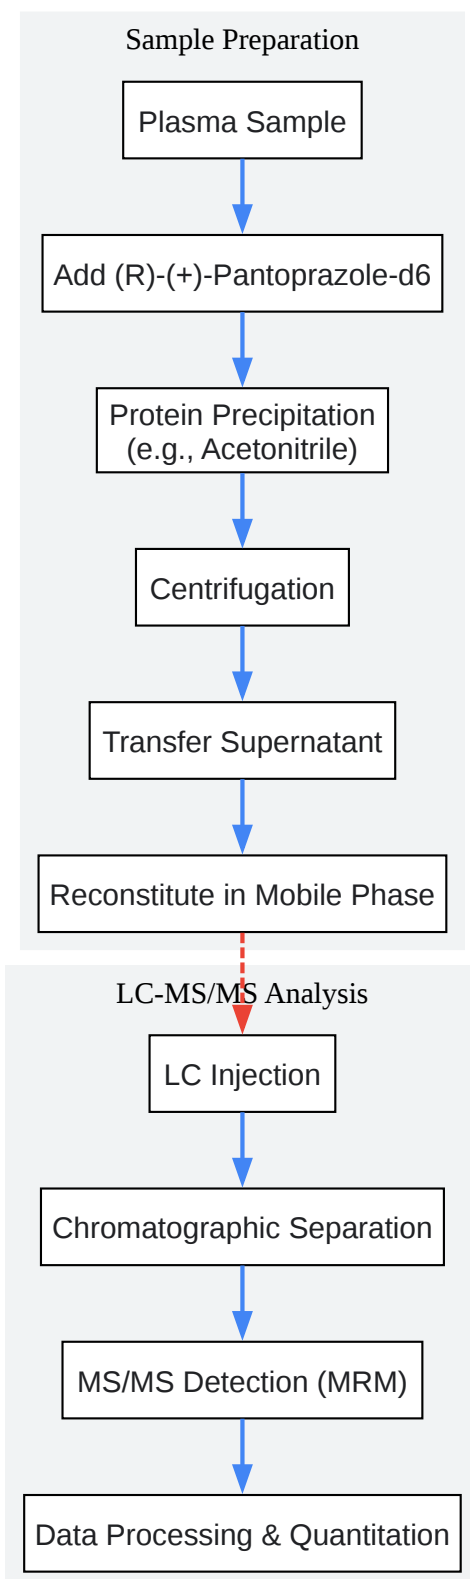 Sample Preparation
Plasma Sample
Add (R)-(+)-Pantoprazole-d6
Protein Precipitation
(e.g., Acetonitrile)
Centrifugation
Transfer Supernatant
Reconstitute in Mobile Phase
LC-MS/MS Analysis
LC Injection
Chromatographic Separation
MS/MS Detection (MRM)
Data Processing & Quantitation